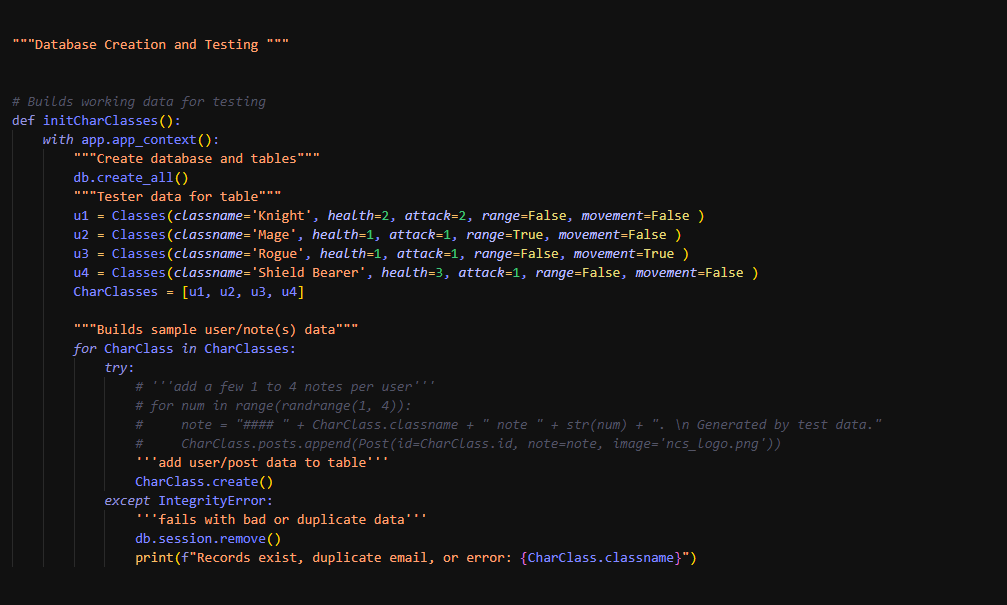 """Database Creation and Testing """
# Builds working data for testing
def initCharClasses():
    with app.app_context():
        """Create database and tables"""
        db.create_all()
        """Tester data for table"""
        u1 = Classes(classname='Knight', health=2, attack=2, range=False, movement=False )
        u2 = Classes(classname='Mage', health=1, attack=1, range=True, movement=False )
        u3 = Classes(classname='Rogue', health=1, attack=1, range=False, movement=True )
        u4 = Classes(classname='Shield Bearer', health=3, attack=1, range=False, movement=False )
        CharClasses = [u1, u2, u3, u4]
        """Builds sample user/note(s) data"""
        for CharClass in CharClasses:
            try:
                # '''add a few 1 to 4 notes per user'''
                # for num in range(randrange(1, 4)):
                #     note = "#### " + CharClass.classname + " note " + str(num) + ". \n Generated by test data."
                #     CharClass.posts.append(Post(id=CharClass.id, note=note, image='ncs_logo.png'))
                '''add user/post data to table'''
                CharClass.create()
            except IntegrityError:
                '''fails with bad or duplicate data'''
                db.session.remove()
                print(f"Records exist, duplicate email, or error: {CharClass.classname}")